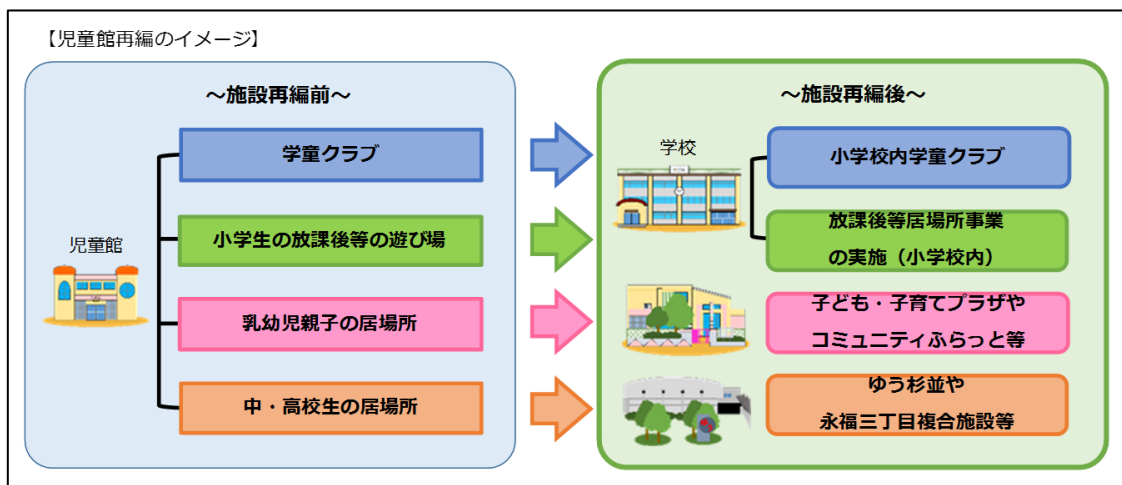 【児童館再編のイメージ】
～施設再編前～
児童館
学童クラブ
小学生の放課後等の遊び場
乳幼児親子の居場所
中・高校生の居場所
～施設再編後～
学校
小学校内学童クラブ
放課後等居場所事業
の実施（小学校内）
子ども・子育てプラザや
コミュニティふらっと等
ゆう杉並や
永福三丁目複合施設等